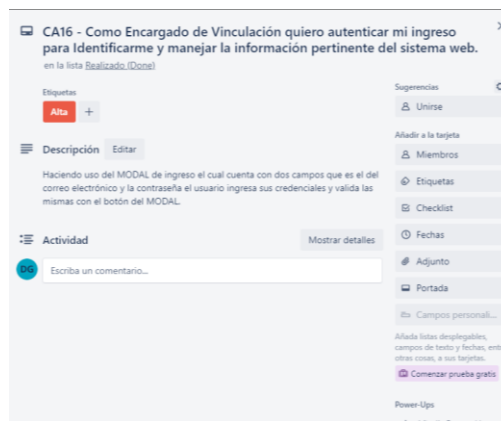 CA16 - Como Encargado de Vinculación quiero autenticar mi ingreso
para Identificarme y manejar la información pertinente del sistema web.
en la lista Realizado (Done)
Etiquetas
Alta +
Descripción Editar
Haciendo uso del MODAL de ingreso el cual cuenta con dos campos que es el del
correo electrónico y la contraseña el usuario ingresa sus credenciales y valida las
mismas con el botón del MODAL.
Actividad Mostrar detalles
DG Escriba un comentario...
Sugerencias
Unirse
Añadir a la tarjeta
Miembros
Etiquetas
Checklist
Fechas
Adjunto
Portada
Campos personali...
Añada listas desplegables,
campos de texto y fechas, entr
otras cosas, a sus tarjetas.
Comenzar prueba gratis
Power-Ups